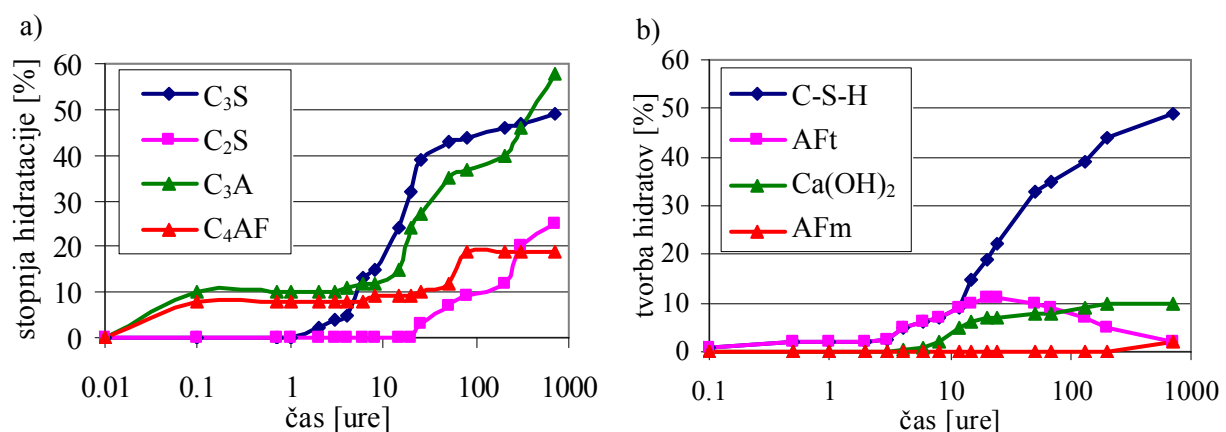 a)
stopnja hidratacije [%]
60
50
40
30
20
10
0
C₃S
C₂S
C₃A
C₄AF
0.01 0.1 1 10 100 1000
čas [ure]
b)
tvorba hidratov [%]
60
50
40
30
20
10
0
C-S-H
AFt
Ca(OH)₂
AFm
0.1 1 10 100 1000
čas [ure]